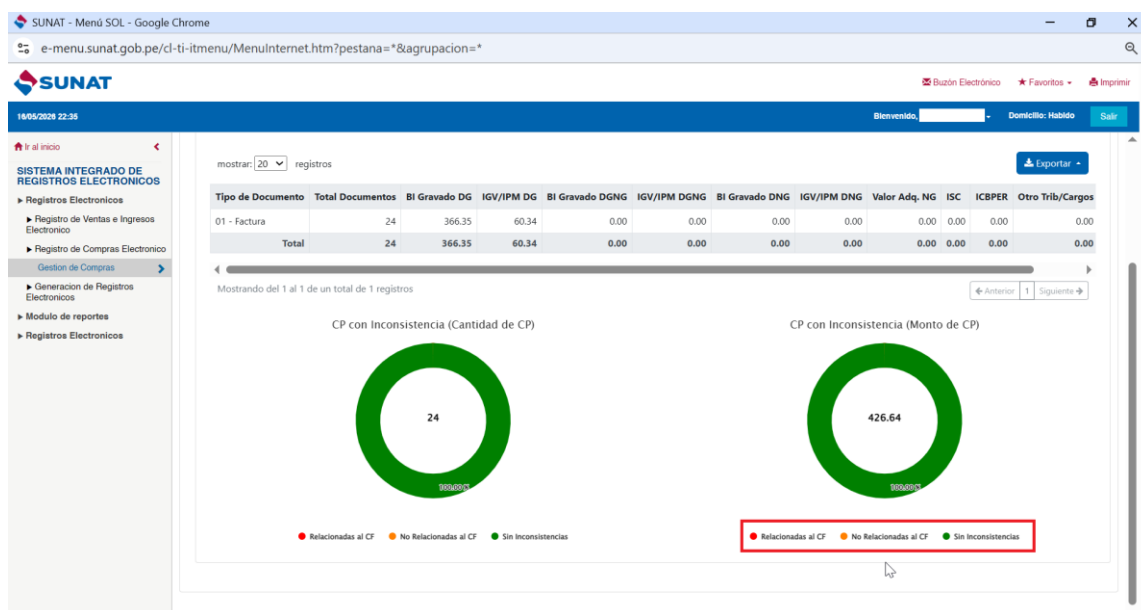 SUNAT - Menú SOL - Google Chrome
e-menu.sunat.gob.pe/cl-ti-itmenu/MenuInternet.htm?pestana=*&agrupacion=*
SUNAT
Buzón Electrónico Favoritos Imprimir
16/05/2026 22:35 Bienvenido, Domicilio: Habido Salir
Ir al inicio
SISTEMA INTEGRADO DE
REGISTROS ELECTRONICOS
Registros Electronicos
Registro de Ventas e Ingresos
Electronico
Registro de Compras Electronico
Gestion de Compras
Generacion de Registros
Electronicos
Modulo de reportes
Registros Electronicos
mostrar: 20 registros
Exportar
Tipo de Documento Total Documentos BI Gravado DG IGV/IPM DG BI Gravado DGNG IGV/IPM DGNG BI Gravado DNG IGV/IPM DNG Valor Adq. NG ISC ICBPER Otro Trib/Cargos
01 - Factura 24 366.35 60.34 0.00 0.00 0.00 0.00 0.00 0.00 0.00 0.00
Total 24 366.35 60.34 0.00 0.00 0.00 0.00 0.00 0.00 0.00 0.00
Mostrando del 1 al 1 de un total de 1 registros
Anterior 1 Siguiente
CP con Inconsistencia (Cantidad de CP)
24
100.00%
Relacionadas al CF No Relacionadas al CF Sin Inconsistencias
CP con Inconsistencia (Monto de CP)
426.64
100.00%
Relacionadas al CF No Relacionadas al CF Sin Inconsistencias